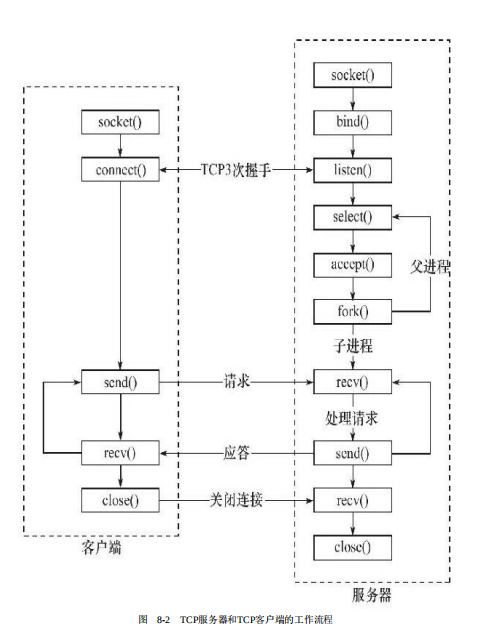 socket()
socket()
bind()
connect()
TCP3次握手
listen()
select()
accept()
父进程
fork()
子进程
send()
请求
recv()
处理请求
recv()
应答
send()
close()
关闭连接
recv()
客户端
close()
服务器
图 8-2 TCP服务器和TCP客户端的工作流程